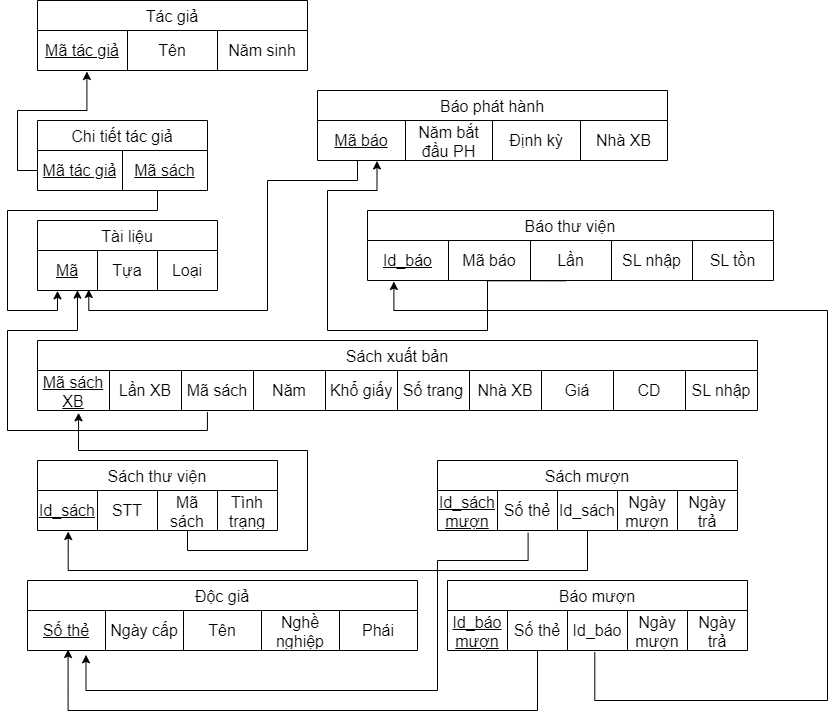 Tác giả
Mã tác giả Tên Năm sinh
Báo phát hành
Mã báo Năm bắt đầu PH Định kỳ Nhà XB
Chi tiết tác giả
Mã tác giả Mã sách
Báo thư viện
Id_báo Mã báo Lần SL nhập SL tồn
Tài liệu
Mã Tựa Loại
Sách xuất bản
Mã sách XB Lần XB Mã sách Năm Khổ giấy Số trang Nhà XB Giá CD SL nhập
Sách thư viện
Id_sách STT Mã sách Tình trạng
Sách mượn
Id_sách mượn Số thẻ Id_sách Ngày mượn Ngày trả
Độc giả
Số thẻ Ngày cấp Tên Nghề nghiệp Phái
Báo mượn
Id_báo mượn Số thẻ Id_báo Ngày mượn Ngày trả